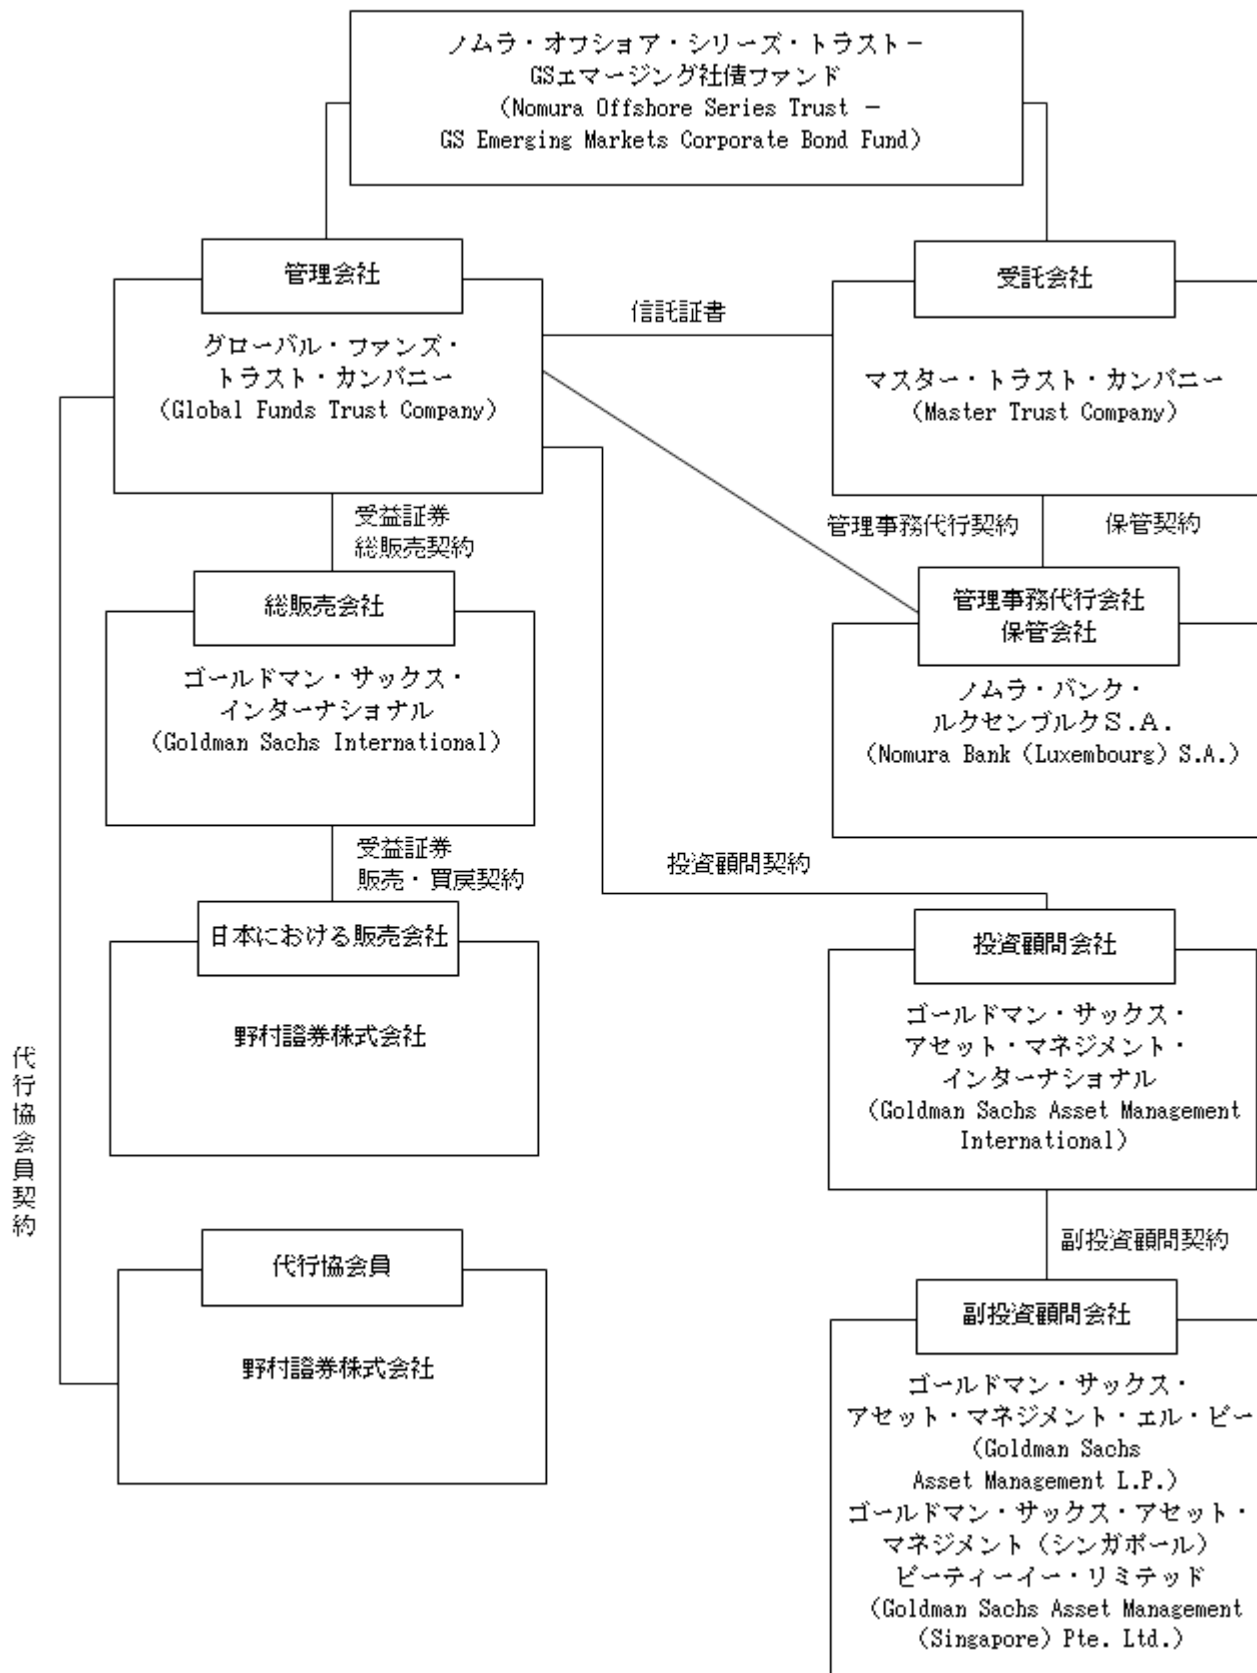 ノムラ・オフショア・シリーズ・トラスト－
GSエマージング社債ファンド
(Nomura Offshore Series Trust －
GS Emerging Markets Corporate Bond Fund)
管理会社
グローバル・ファンズ・
トラスト・カンパニー
(Global Funds Trust Company)
信託証書
受託会社
マスター・トラスト・カンパニー
(Master Trust Company)
受益証券
総販売契約
管理事務代行契約
保管契約
総販売会社
ゴールドマン・サックス・
インターナショナル
(Goldman Sachs International)
管理事務代行会社
保管会社
ノムラ・バンク・
ルクセンブルクＳ.Ａ.
(Nomura Bank (Luxembourg) S.A.)
受益証券
販売・買戻契約
投資顧問契約
日本における販売会社
野村證券株式会社
投資顧問会社
ゴールドマン・サックス・
アセット・マネジメント・
インターナショナル
(Goldman Sachs Asset Management
International)
代行協会員契約
副投資顧問契約
代行協会員
野村證券株式会社
副投資顧問会社
ゴールドマン・サックス・
アセット・マネジメント・エル・ピー
(Goldman Sachs
Asset Management L.P.)
ゴールドマン・サックス・アセット・
マネジメント（シンガポール）
ピーティーイー・リミテッド
(Goldman Sachs Asset Management
(Singapore) Pte. Ltd.)